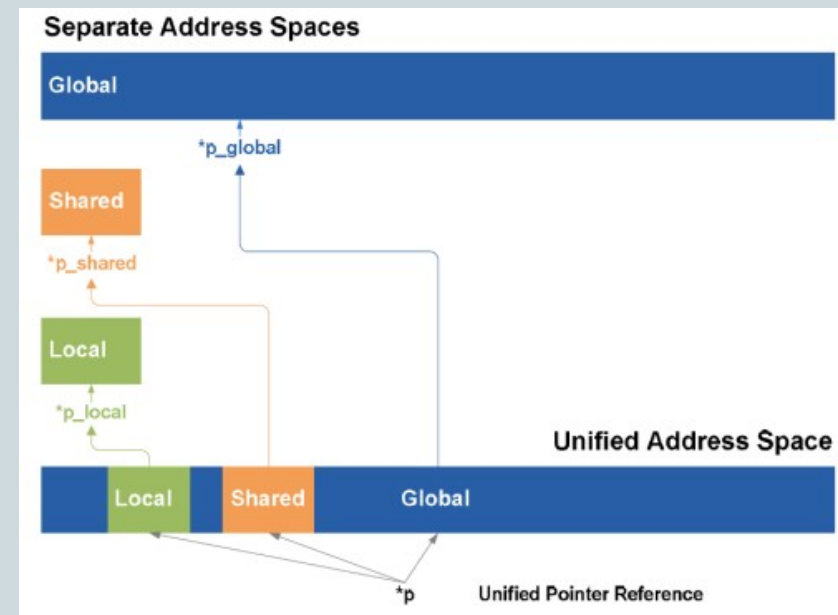 Separate Address Spaces
Global
*p_global
Shared
*p_shared
Local
*p_local
Unified Address Space
Local Shared Global
*p Unified Pointer Reference